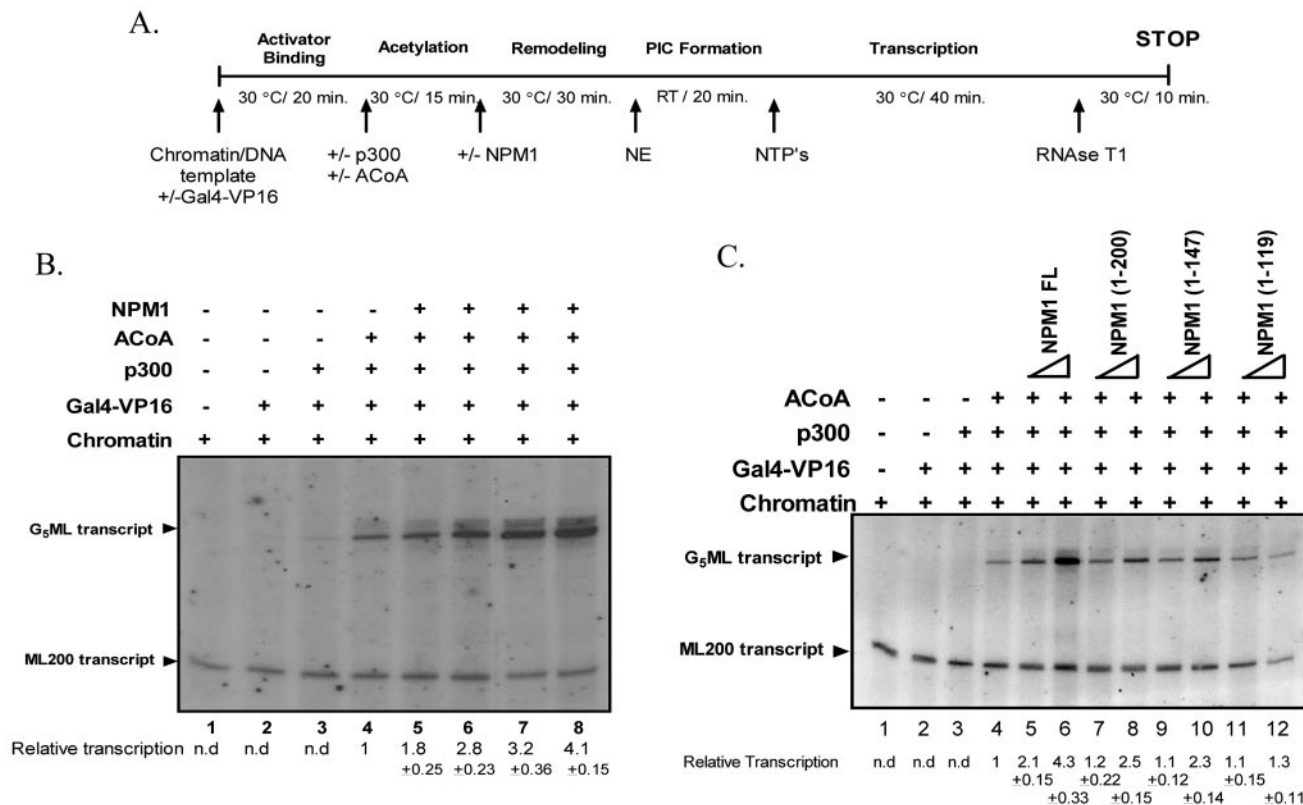 A.
Activator Binding Acetylation Remodeling PIC Formation Transcription STOP
30 °C/ 20 min. 30 °C/ 15 min. 30 °C/ 30 min. RT / 20 min. 30 °C/ 40 min. 30 °C/ 10 min.
Chromatin/DNA template +/-Gal4-VP16
+/- p300 +/- ACoA
+/- NPM1
NE
NTP's
RNAse T1
B.
NPM1 - - - - + + + +
ACoA - - - + + + + +
p300 - - + + + + + +
Gal4-VP16 - + + + + + + +
Chromatin + + + + + + + +
G₅ML transcript
ML200 transcript
1 2 3 4 5 6 7 8
Relative transcription n.d n.d n.d 1 1.8 2.8 3.2 4.1
±0.25 ±0.23 ±0.36 ±0.15
C.
NPM1 FL
NPM1 (1-200)
NPM1 (1-147)
NPM1 (1-119)
ACoA - - - + + + + + + + + +
p300 - - + + + + + + + + + +
Gal4-VP16 - + + + + + + + + + + +
Chromatin + + + + + + + + + + + +
G₅ML transcript
ML200 transcript
1 2 3 4 5 6 7 8 9 10 11 12
Relative Transcription n.d n.d n.d 1 2.1 4.3 1.2 2.5 1.1 2.3 1.1 1.3
±0.15 ±0.22 ±0.12 ±0.15
±0.33 ±0.15 ±0.14 ±0.11